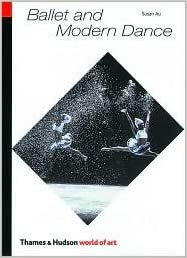 Ballet and
Susan Au
Modern Dance
Thames & Hudson world of art